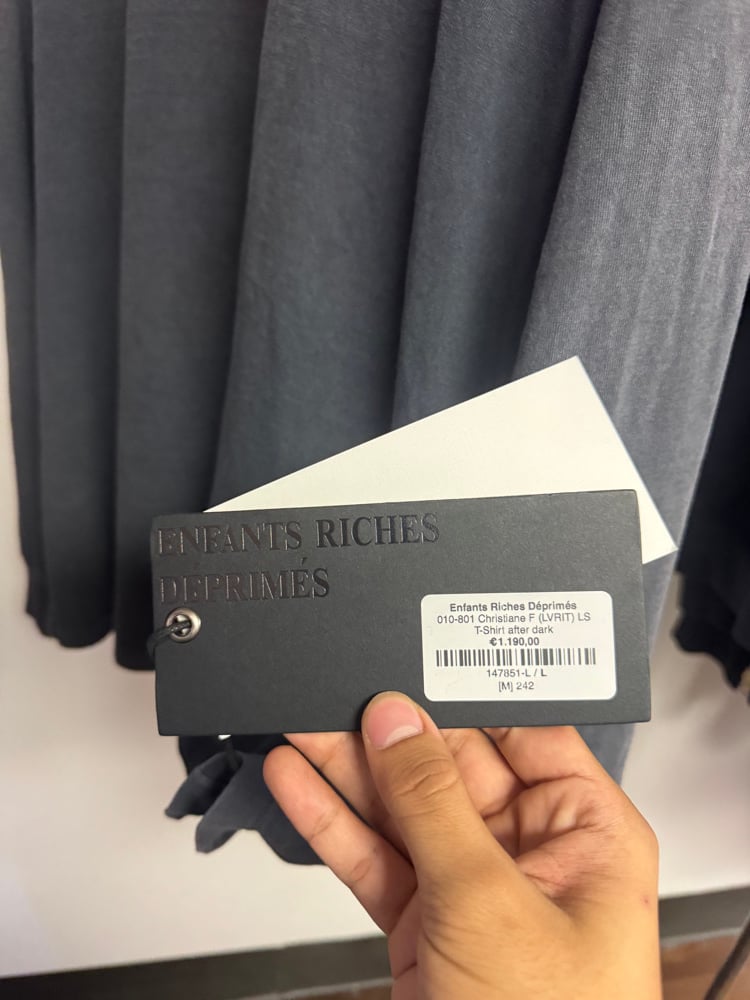 ENFANTS RICHES
DÉPRIMÉS
Enfants Riches Déprimés
010-801 Christiane F (LVRIT) LS
T-Shirt after dark
€1.190,00
147851-L / L
[M] 242